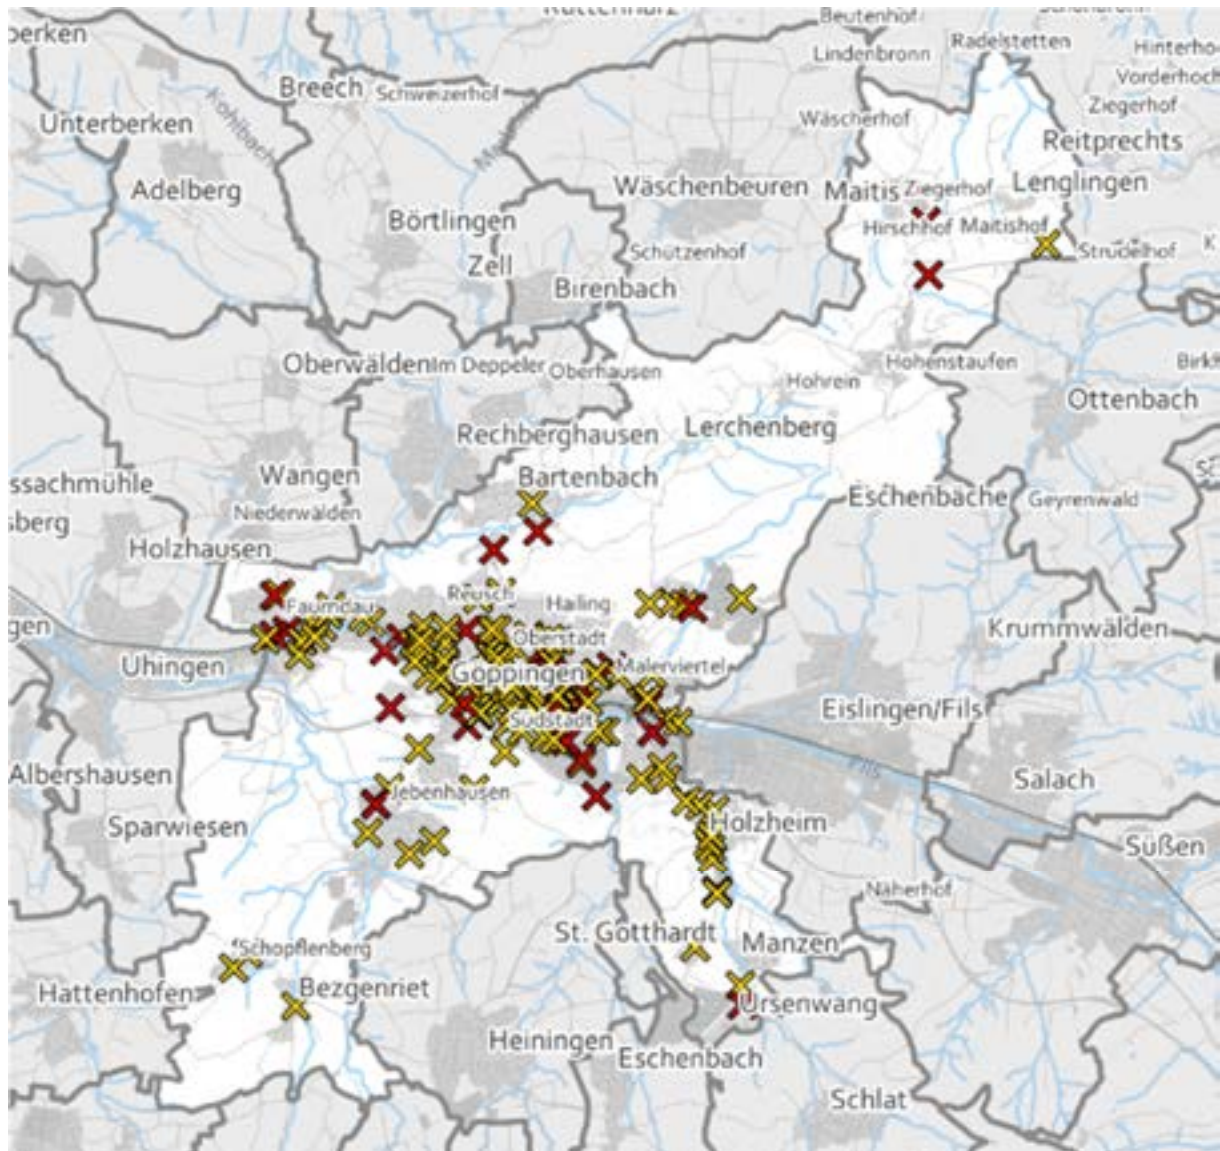 Beutenhof
Lindenbronn
Radelstetten
Breech
Schweizerhof
Ziegerhof
Unterberken
Wäscherhof
Reitprechts
Adelberg
Wäschenbeuren
Maitis
Ziegerhof
Lenglingen
Börtlingen
Hirschhof
Maitishof
Zell
Schützenhof
Strudelhof
Birenbach
Oberwälden
Im Deppeler
Oberhausen
Hohenstaufen
Hohrein
Ottenbach
Rechberghausen
Lerchenberg
Wangen
Bartenbach
ssachmühle
Eschenbäche
Geyrenwald
Niederwälden
sberg
Holzhausen
Faurndau
Reusch
Hailing
gen
Oberstadt
Krummwälden
Uhingen
Göppingen
Malerviertel
Südstadt
Eislingen/Fils
Fils
Albershausen
Salach
Jebenhausen
Sparwiesen
Holzheim
Süßen
Näherhof
St. Gotthardt
Manzen
Schopflenberg
Hattenhofen
Bezgenriet
Ursenwang
Heiningen
Eschenbach
Schlat